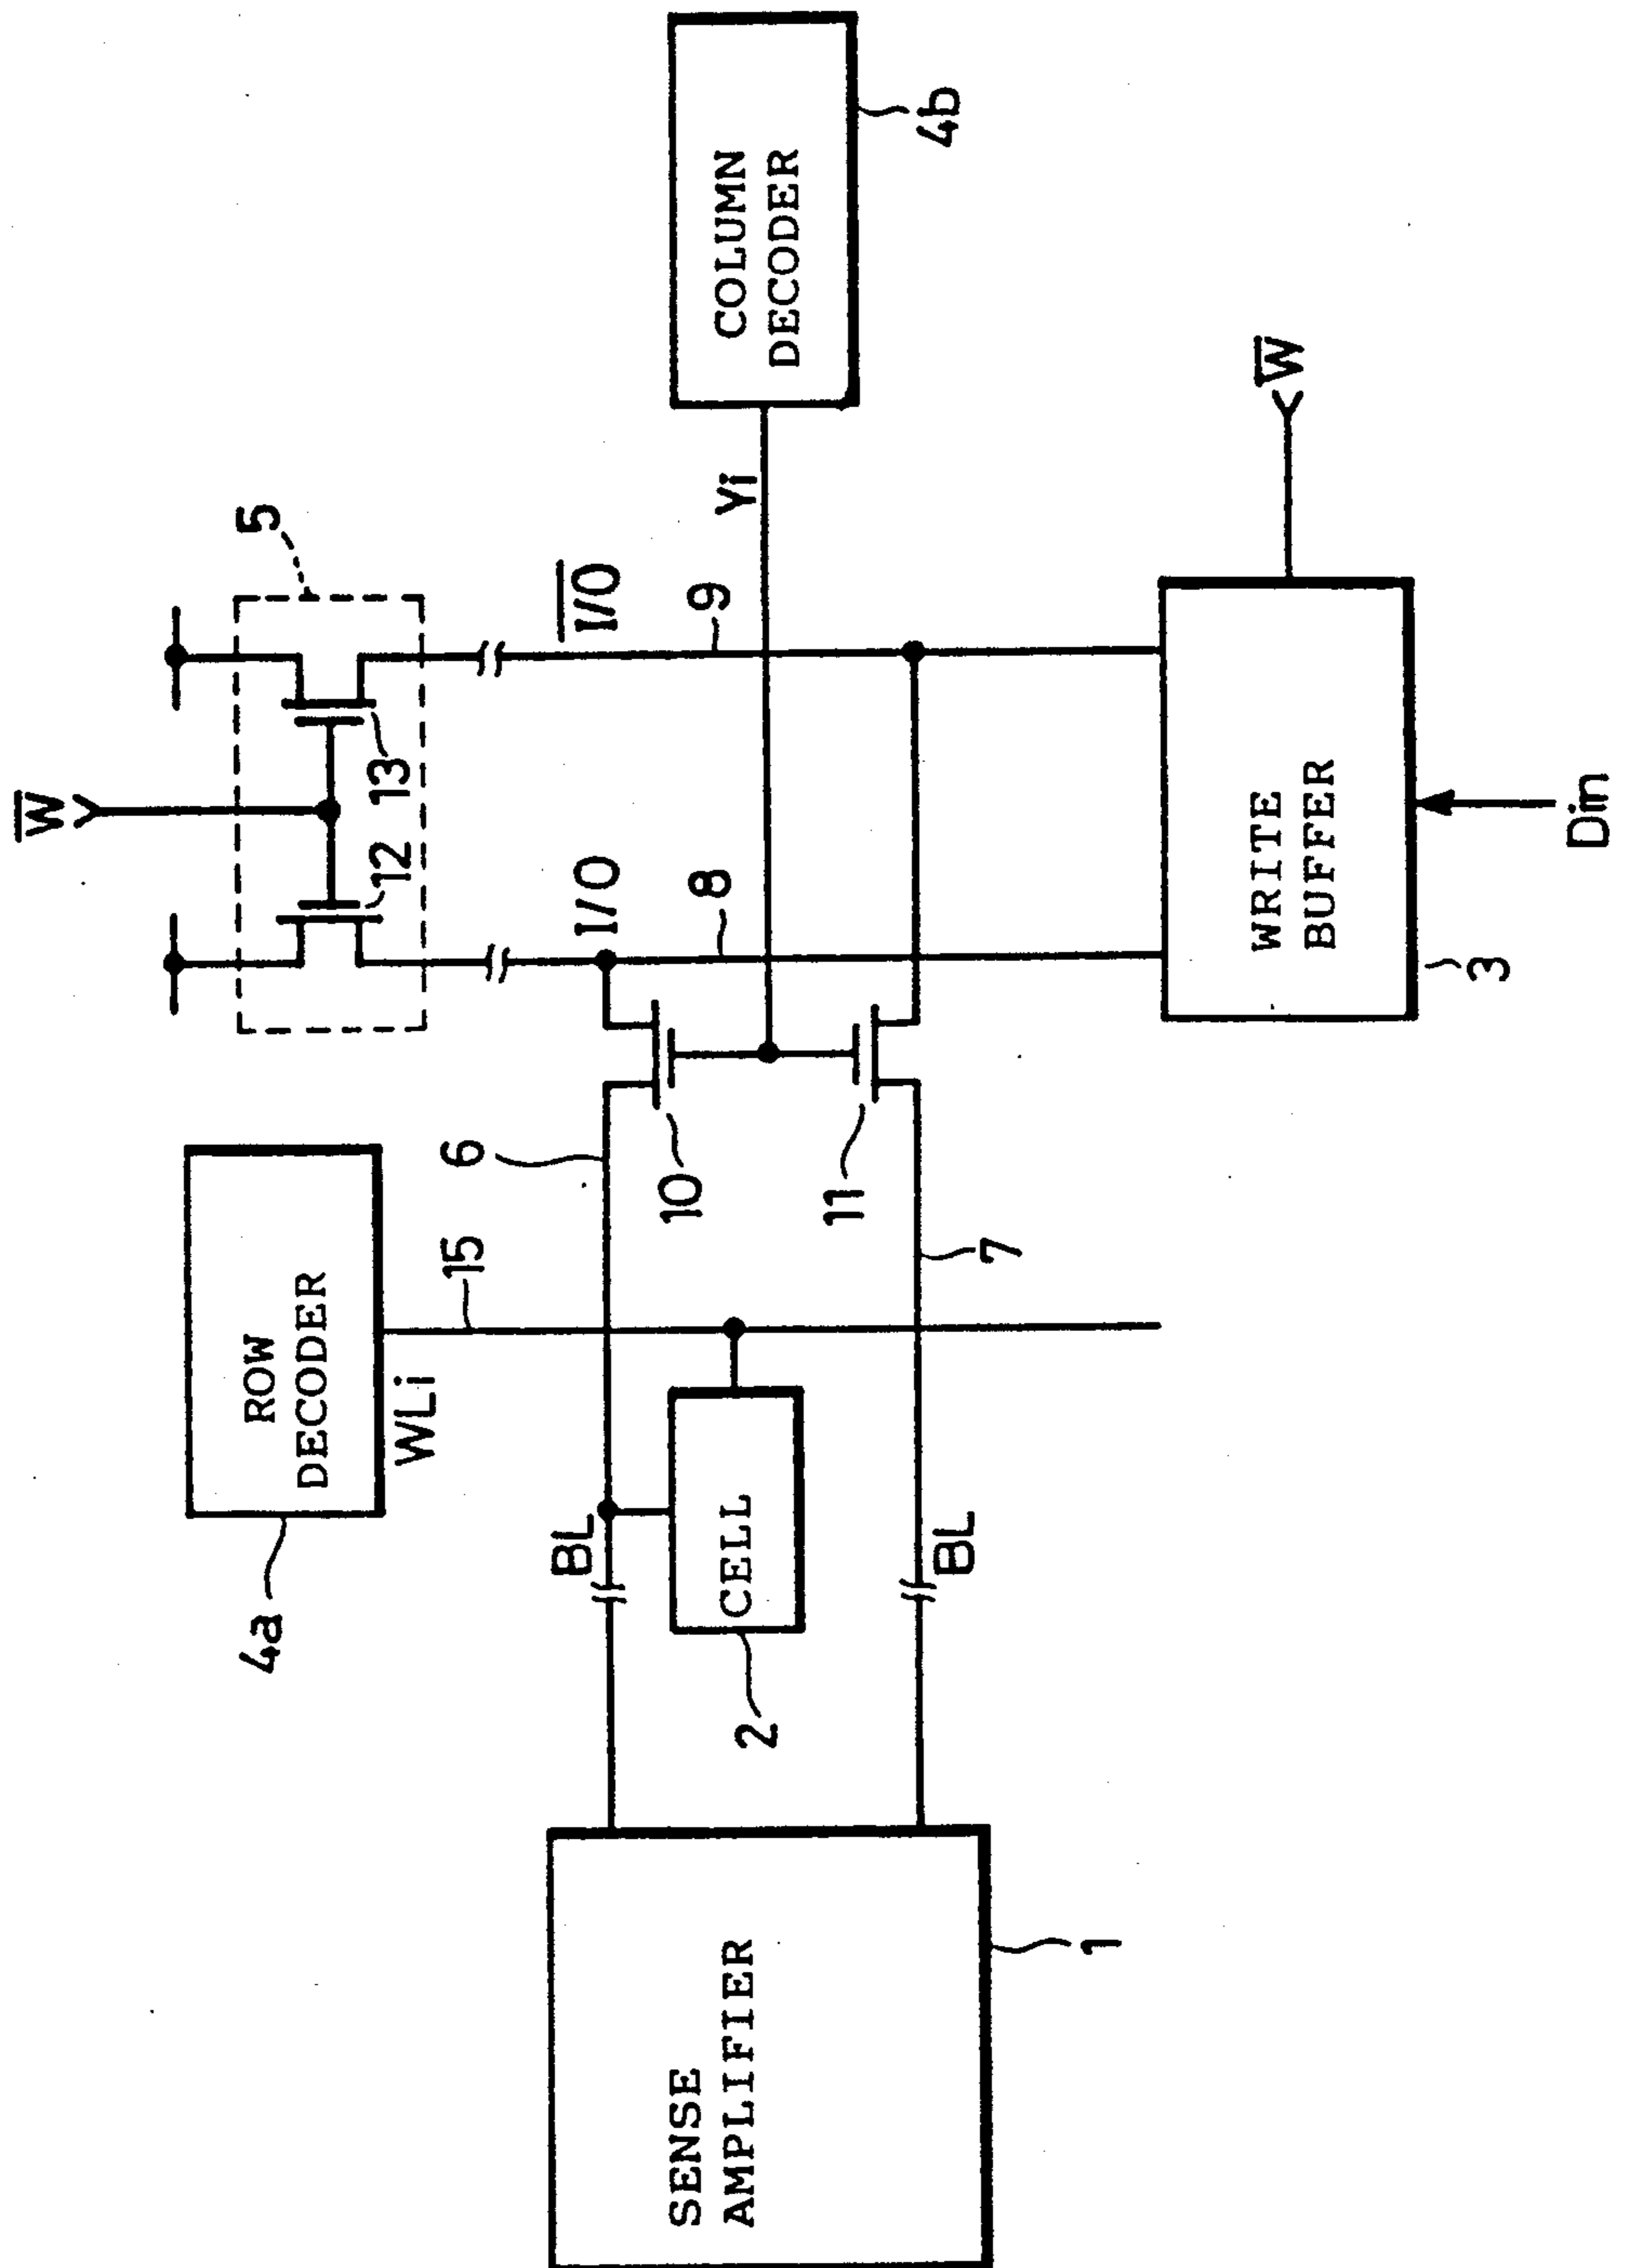 W̅
4a
ROW
DECODER
5
12
13
WLi
15
6
BL
I/O
I̅/̅O̅
10
8
9
Yi
COLUMN
DECODER
4b
SENSE
AMPLIFIER
CELL
2
11
BL
7
1
WRITE
BUFFER
W̅
3
Din